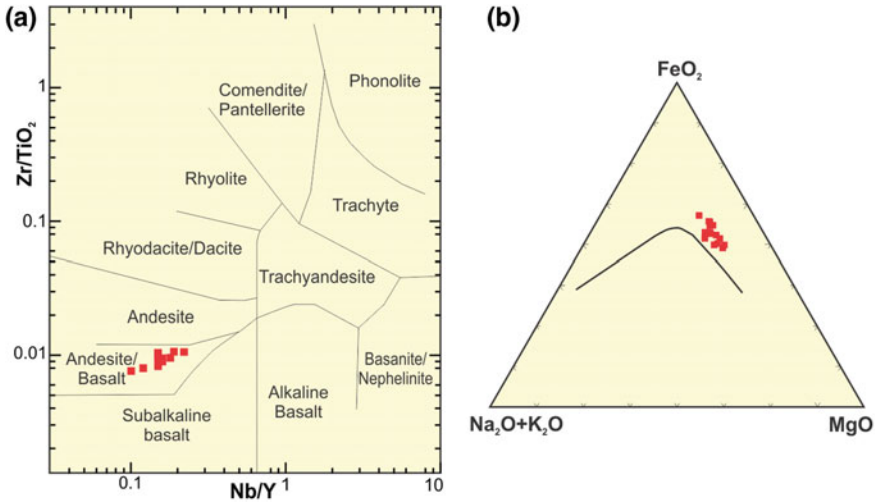 (a)
Zr/TiO₂
1
0.1
0.01
Comendite/
Pantellerite
Phonolite
Rhyolite
Trachyte
Rhyodacite/Dacite
Trachyandesite
Andesite
Andesite/
Basalt
Basanite/
Nephelinite
Alkaline
Basalt
Subalkaline
basalt
0.1
1
10
Nb/Y
(b)
FeO₂
Na₂O+K₂O
MgO